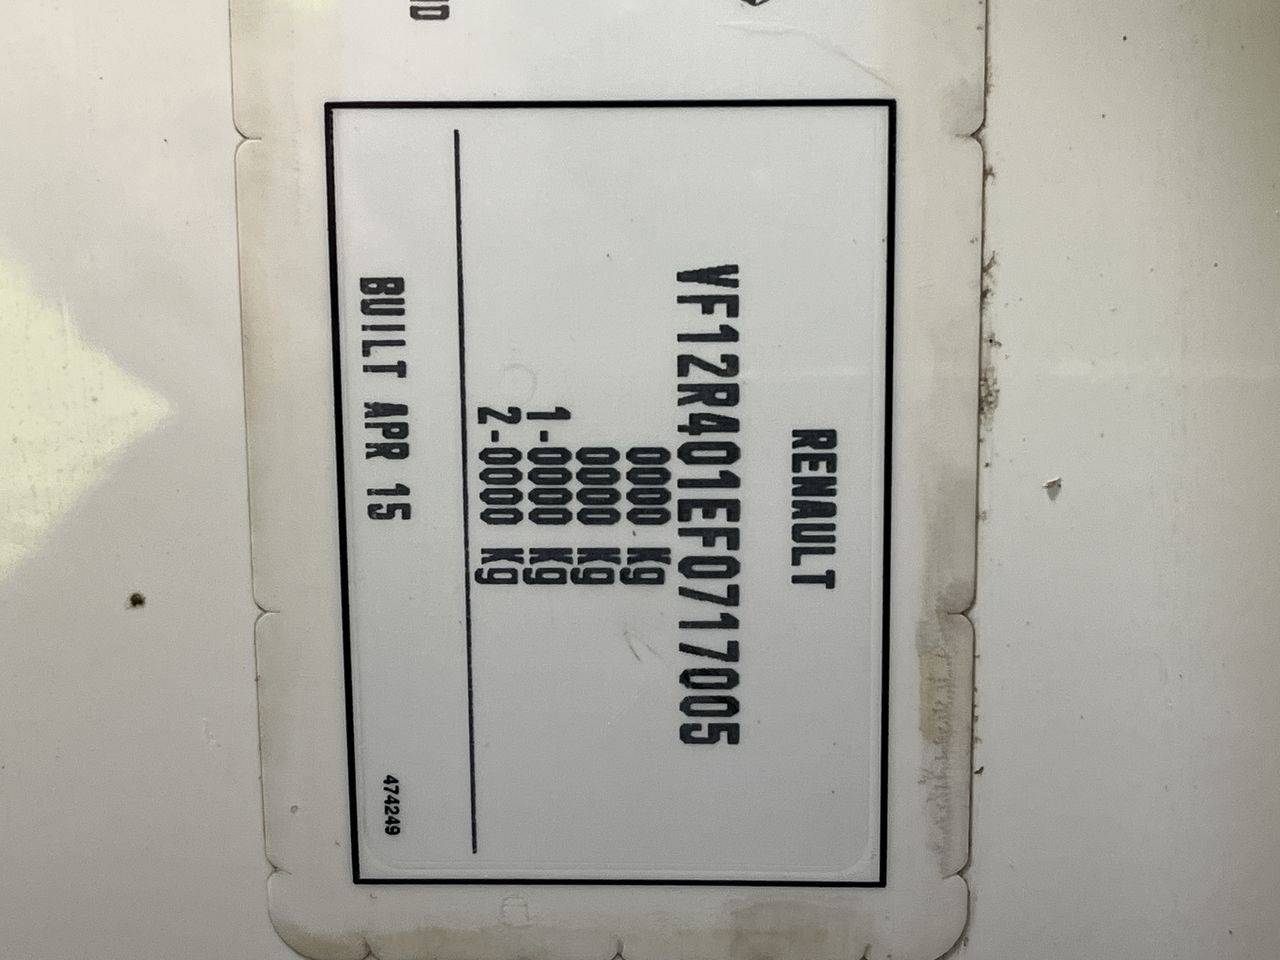 RENAULT
VF12R401EF0717005
0000 Kg
0000 Kg
1-0000 Kg
2-0000 Kg
BUILT APR 15
474249